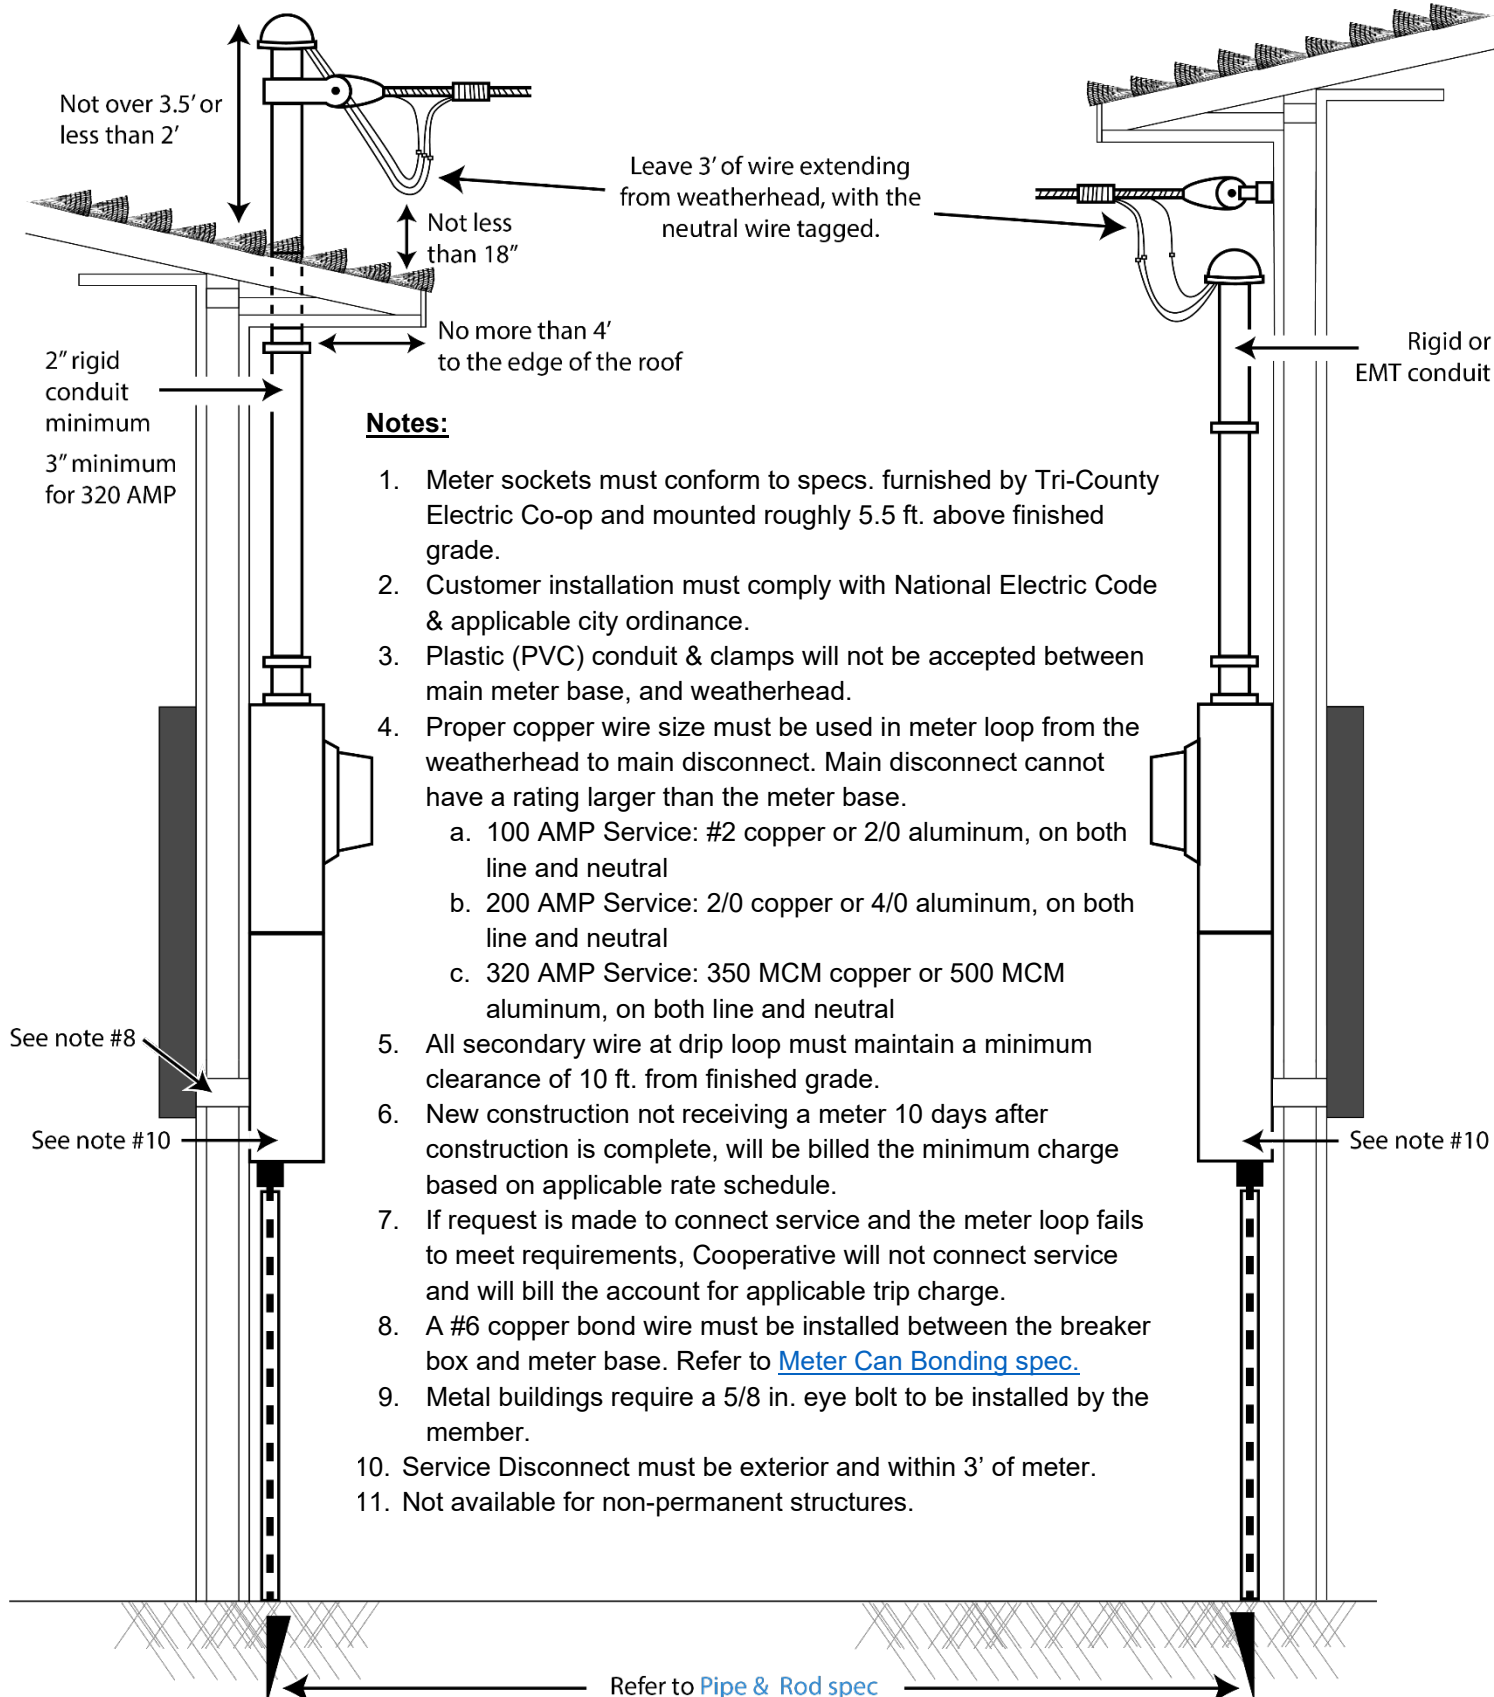 Not over 3.5’ or
less than 2’
Leave 3’ of wire extending
from weatherhead, with the
neutral wire tagged.
Not less
than 18”
No more than 4’
to the edge of the roof
2” rigid
conduit
minimum
3” minimum
for 320 AMP
Rigid or
EMT conduit
Notes:
1. Meter sockets must conform to specs. furnished by Tri-County
Electric Co-op and mounted roughly 5.5 ft. above finished
grade.
2. Customer installation must comply with National Electric Code
& applicable city ordinance.
3. Plastic (PVC) conduit & clamps will not be accepted between
main meter base, and weatherhead.
4. Proper copper wire size must be used in meter loop from the
weatherhead to main disconnect. Main disconnect cannot
have a rating larger than the meter base.
a. 100 AMP Service: #2 copper or 2/0 aluminum, on both
line and neutral
b. 200 AMP Service: 2/0 copper or 4/0 aluminum, on both
line and neutral
c. 320 AMP Service: 350 MCM copper or 500 MCM
aluminum, on both line and neutral
5. All secondary wire at drip loop must maintain a minimum
clearance of 10 ft. from finished grade.
6. New construction not receiving a meter 10 days after
construction is complete, will be billed the minimum charge
based on applicable rate schedule.
7. If request is made to connect service and the meter loop fails
to meet requirements, Cooperative will not connect service
and will bill the account for applicable trip charge.
8. A #6 copper bond wire must be installed between the breaker
box and meter base. Refer to Meter Can Bonding spec.
9. Metal buildings require a 5/8 in. eye bolt to be installed by the
member.
10. Service Disconnect must be exterior and within 3’ of meter.
11. Not available for non-permanent structures.
See note #8
See note #10
See note #10
Refer to Pipe & Rod spec